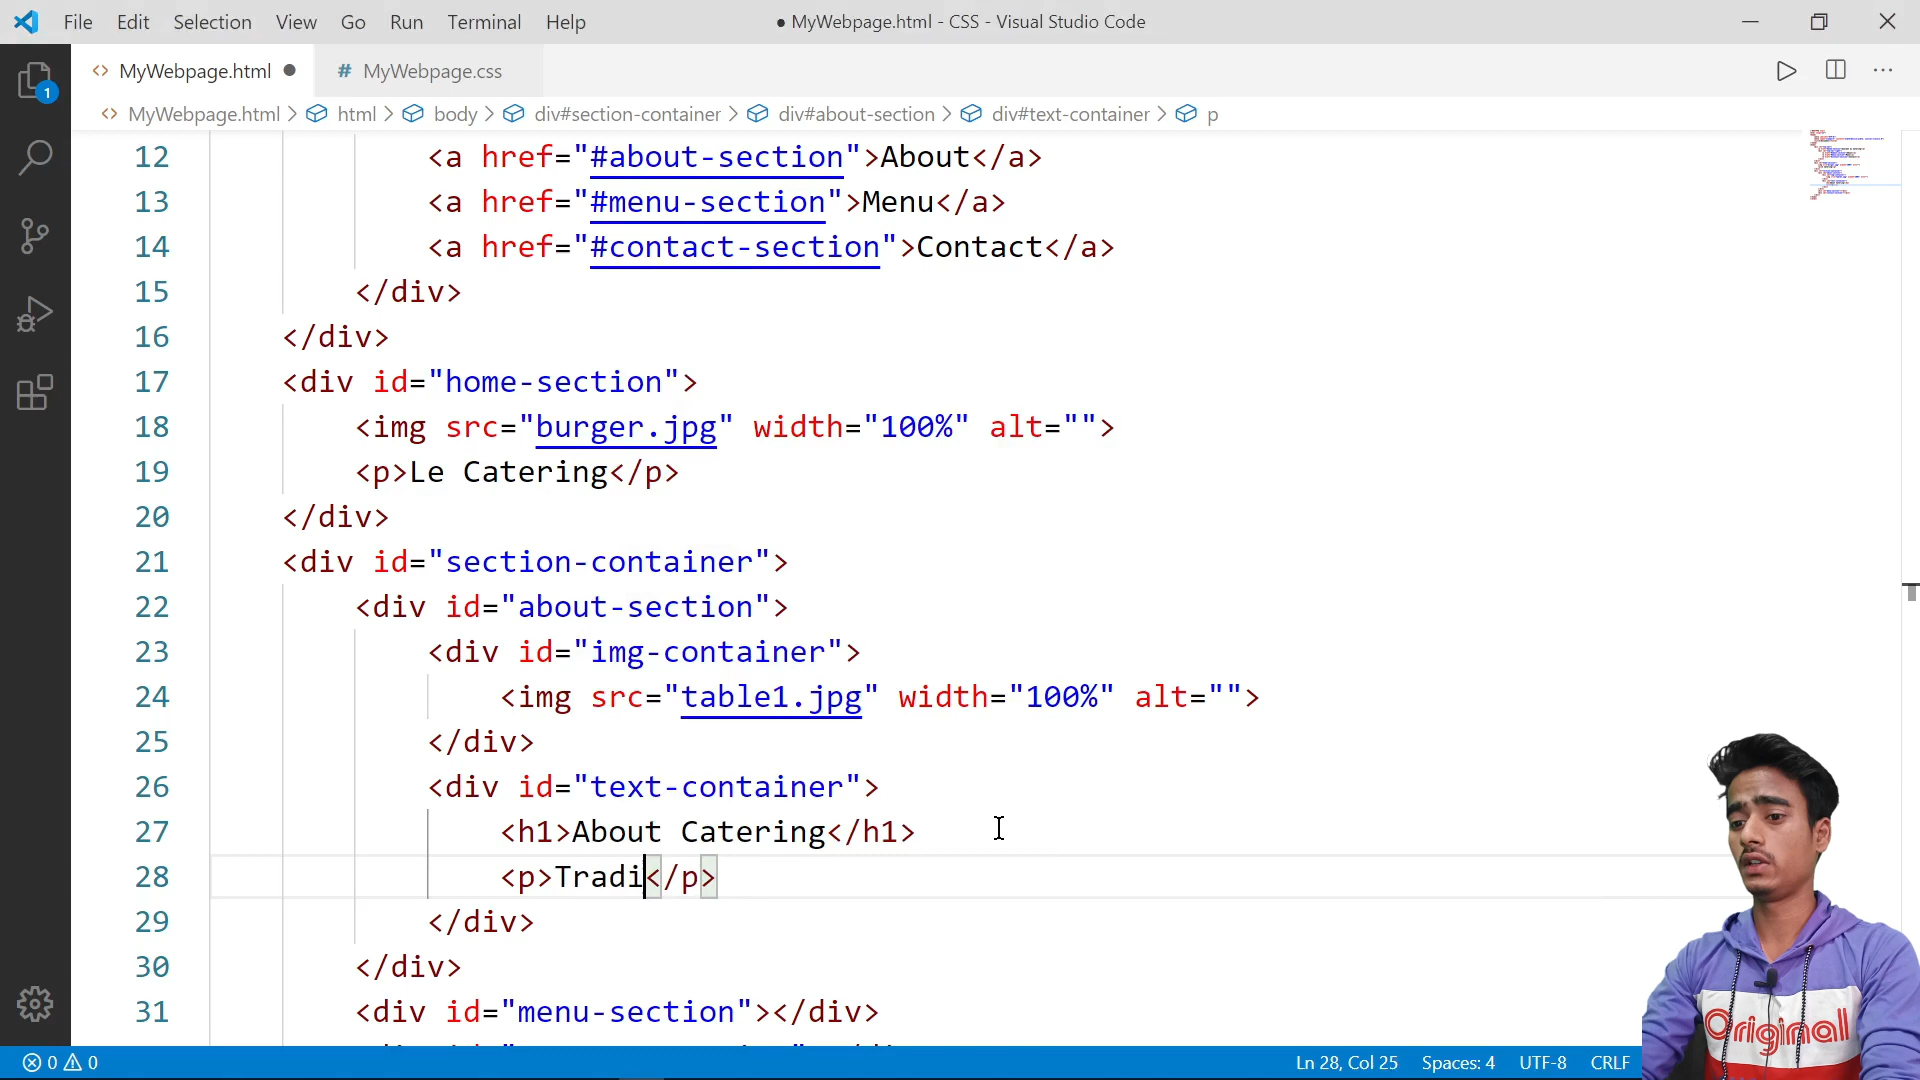 File Edit Selection View Go Run Terminal Help
● MyWebpage.html - CSS - Visual Studio Code
<> MyWebpage.html ●
# MyWebpage.css
<> MyWebpage.html > html > body > div#section-container > div#about-section > div#text-container > p
1
12 <a href="#about-section">About</a>
13 <a href="#menu-section">Menu</a>
14 <a href="#contact-section">Contact</a>
15 </div>
16 </div>
17 <div id="home-section">
18 <img src="burger.jpg" width="100%" alt="">
19 <p>Le Catering</p>
20 </div>
21 <div id="section-container">
22 <div id="about-section">
23 <div id="img-container">
24 <img src="table1.jpg" width="100%" alt="">
25 </div>
26 <div id="text-container">
27 <h1>About Catering</h1>
28 <p>Tradi</p>
29 </div>
30 </div>
31 <div id="menu-section"></div>
0 0
Ln 28, Col 25 Spaces: 4 UTF-8 CRLF
Original